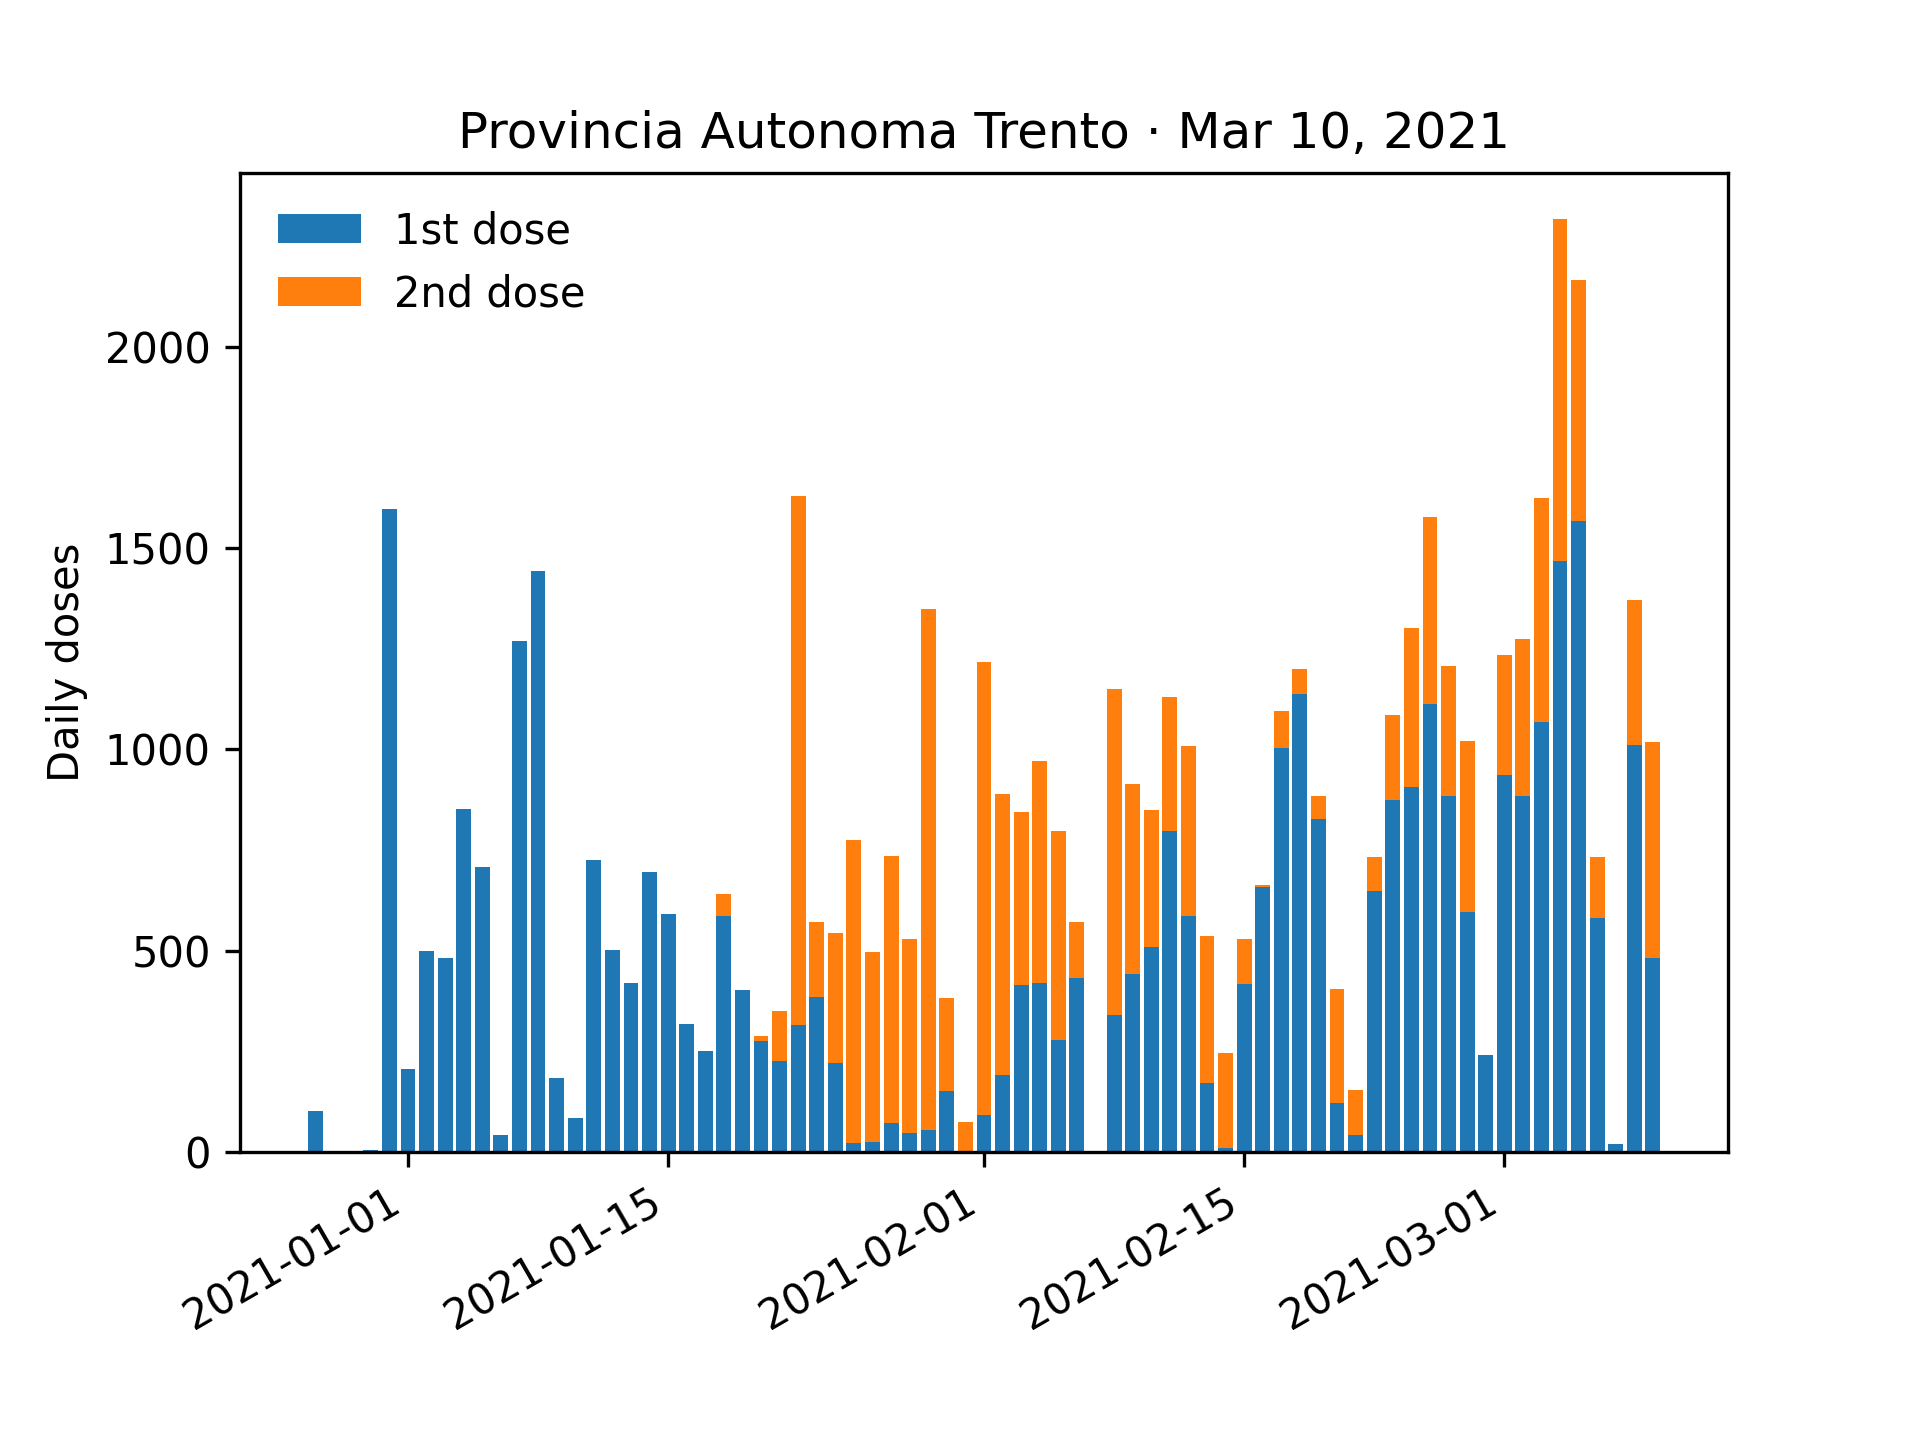 Provincia Autonoma Trento · Mar 10, 2021
1st dose
2nd dose
Daily doses
2000
1500
1000
500
0
2021-01-01
2021-01-15
2021-02-01
2021-02-15
2021-03-01